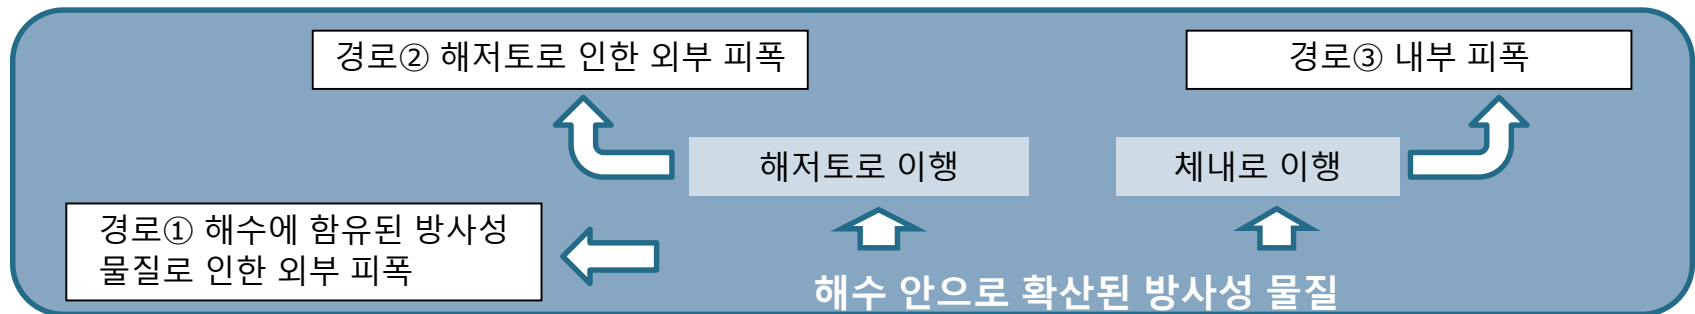 경로② 해저토로 인한 외부 피폭
경로③ 내부 피폭
해저토로 이행
체내로 이행
경로① 해수에 함유된 방사성
물질로 인한 외부 피폭
해수 안으로 확산된 방사성 물질